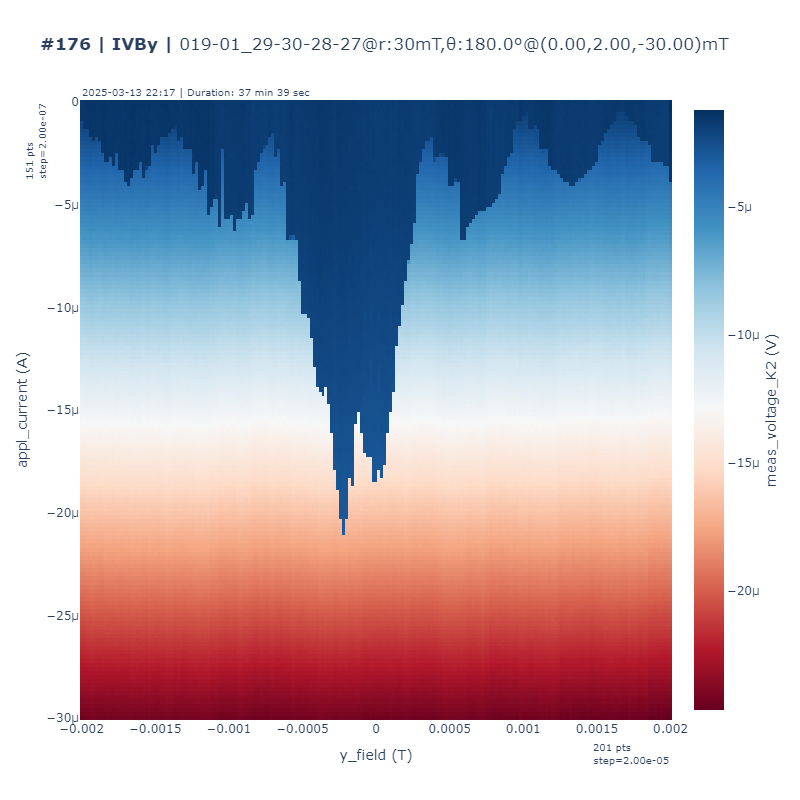 #176 | IVBy | 019-01_29-30-28-27@r:30mT,θ:180.0°@(0.00,2.00,-30.00)mT
2025-03-13 22:17 | Duration: 37 min 39 sec
151 pts
step=2.00e-07
0
−5μ
−10μ
−15μ
−20μ
−25μ
−30μ
appl_current (A)
−0.002
−0.0015
−0.001
−0.0005
0
0.0005
0.001
0.0015
0.002
y_field (T)
201 pts
step=2.00e-05
−5μ
−10μ
−15μ
−20μ
meas_voltage_K2 (V)